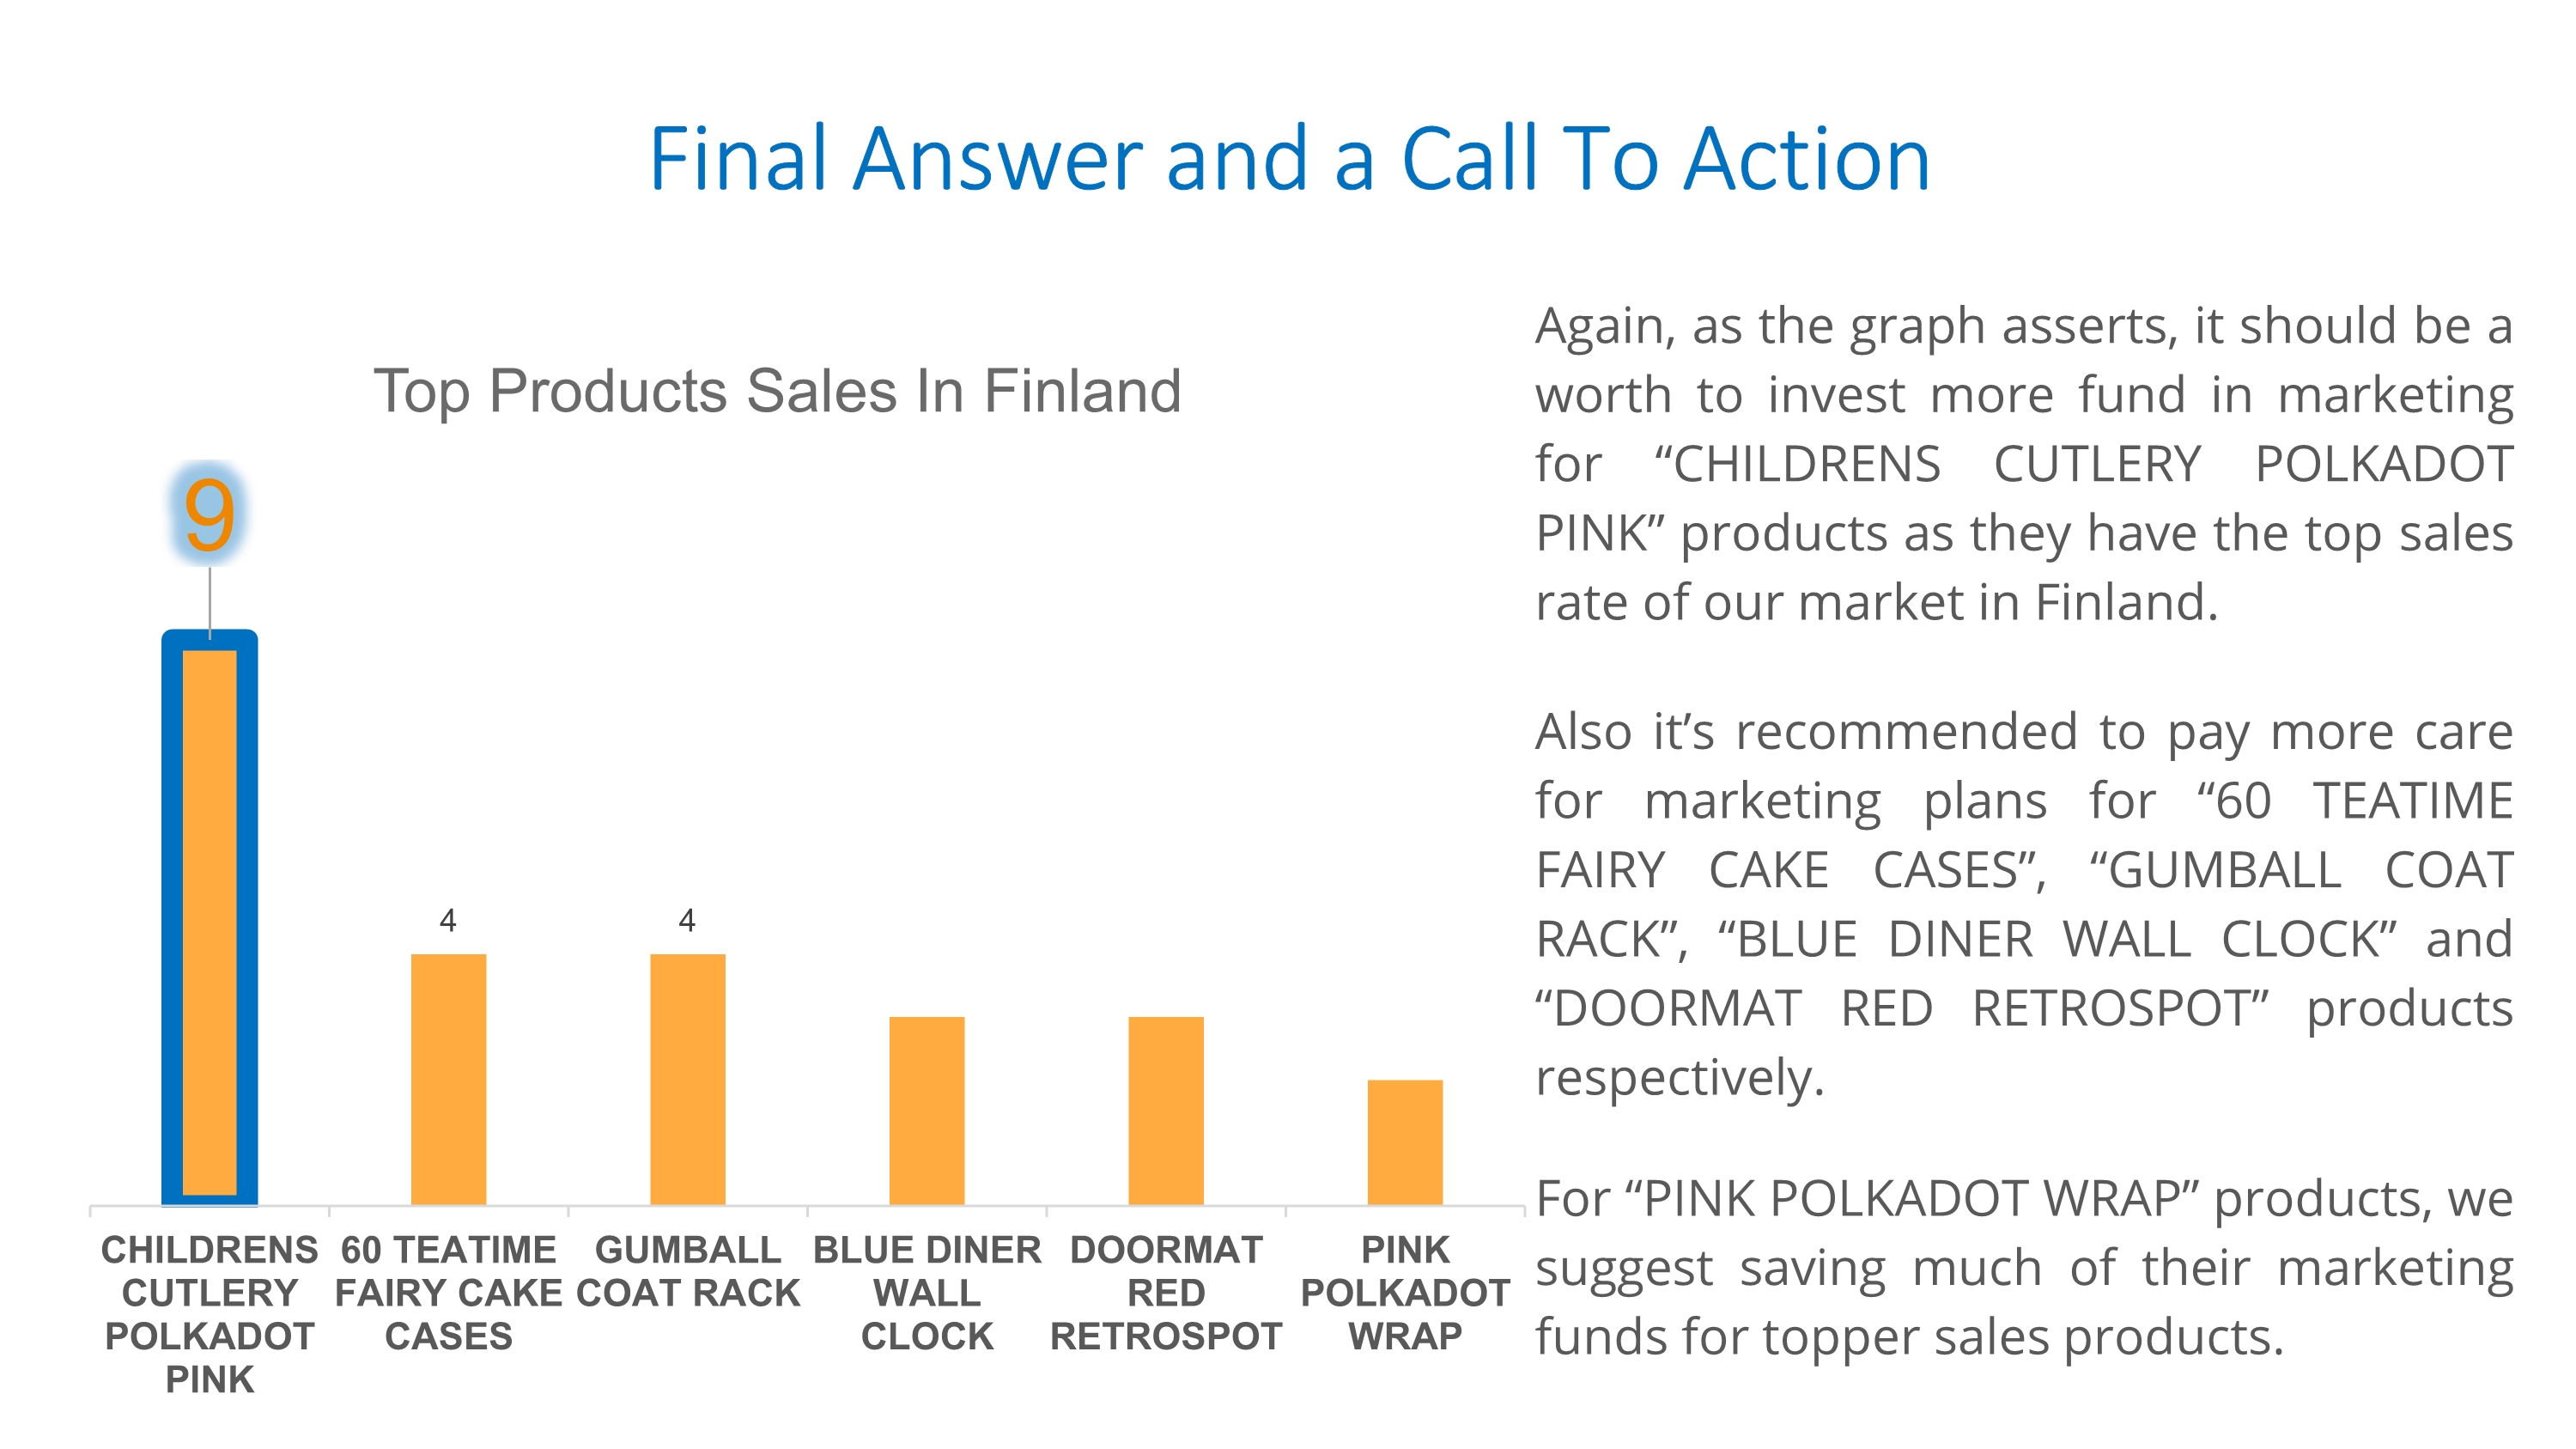 Final Answer and a Call To Action
Top Products Sales In Finland
9
4
4
CHILDRENS
CUTLERY
POLKADOT
PINK
60 TEATIME
FAIRY CAKE
CASES
GUMBALL
COAT RACK
BLUE DINER
WALL
CLOCK
DOORMAT
RED
RETROSPOT
PINK
POLKADOT
WRAP
Again, as the graph asserts, it should be a
worth to invest more fund in marketing
for “CHILDRENS CUTLERY POLKADOT
PINK” products as they have the top sales
rate of our market in Finland.
Also it’s recommended to pay more care
for marketing plans for “60 TEATIME
FAIRY CAKE CASES”, “GUMBALL COAT
RACK”, “BLUE DINER WALL CLOCK” and
“DOORMAT RED RETROSPOT” products
respectively.
For “PINK POLKADOT WRAP” products, we
suggest saving much of their marketing
funds for topper sales products.